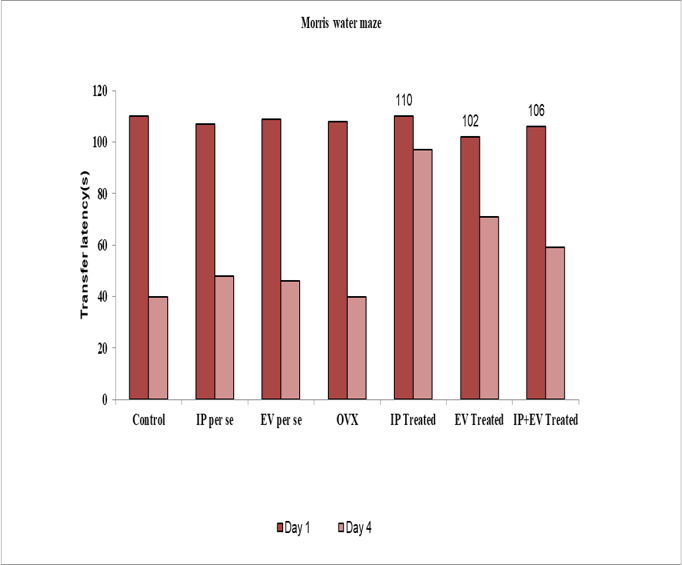 Morris water maze
120
100
80
60
40
20
0
Transfer latency(s)
110
102
106
Control IP per se EV per se OVX IP Treated EV Treated IP+EV Treated
Day 1 Day 4